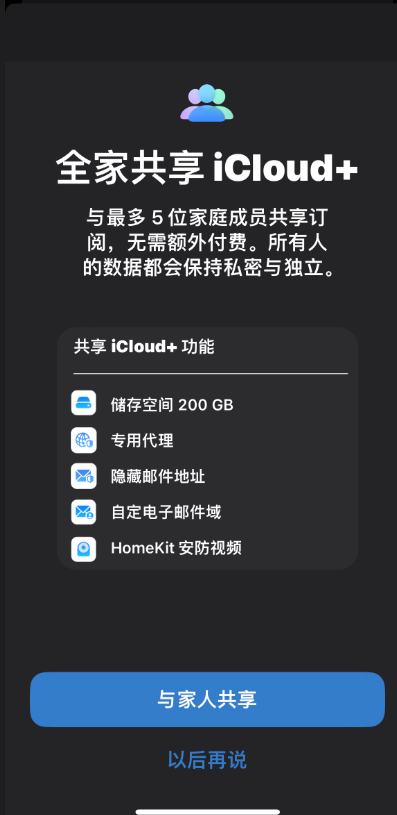 全家共享 iCloud+
与最多 5 位家庭成员共享订
阅，无需额外付费。所有人
的数据都会保持私密与独立。
共享 iCloud+ 功能
储存空间 200 GB
专用代理
隐藏邮件地址
自定电子邮件域
HomeKit 安防视频
与家人共享
以后再说